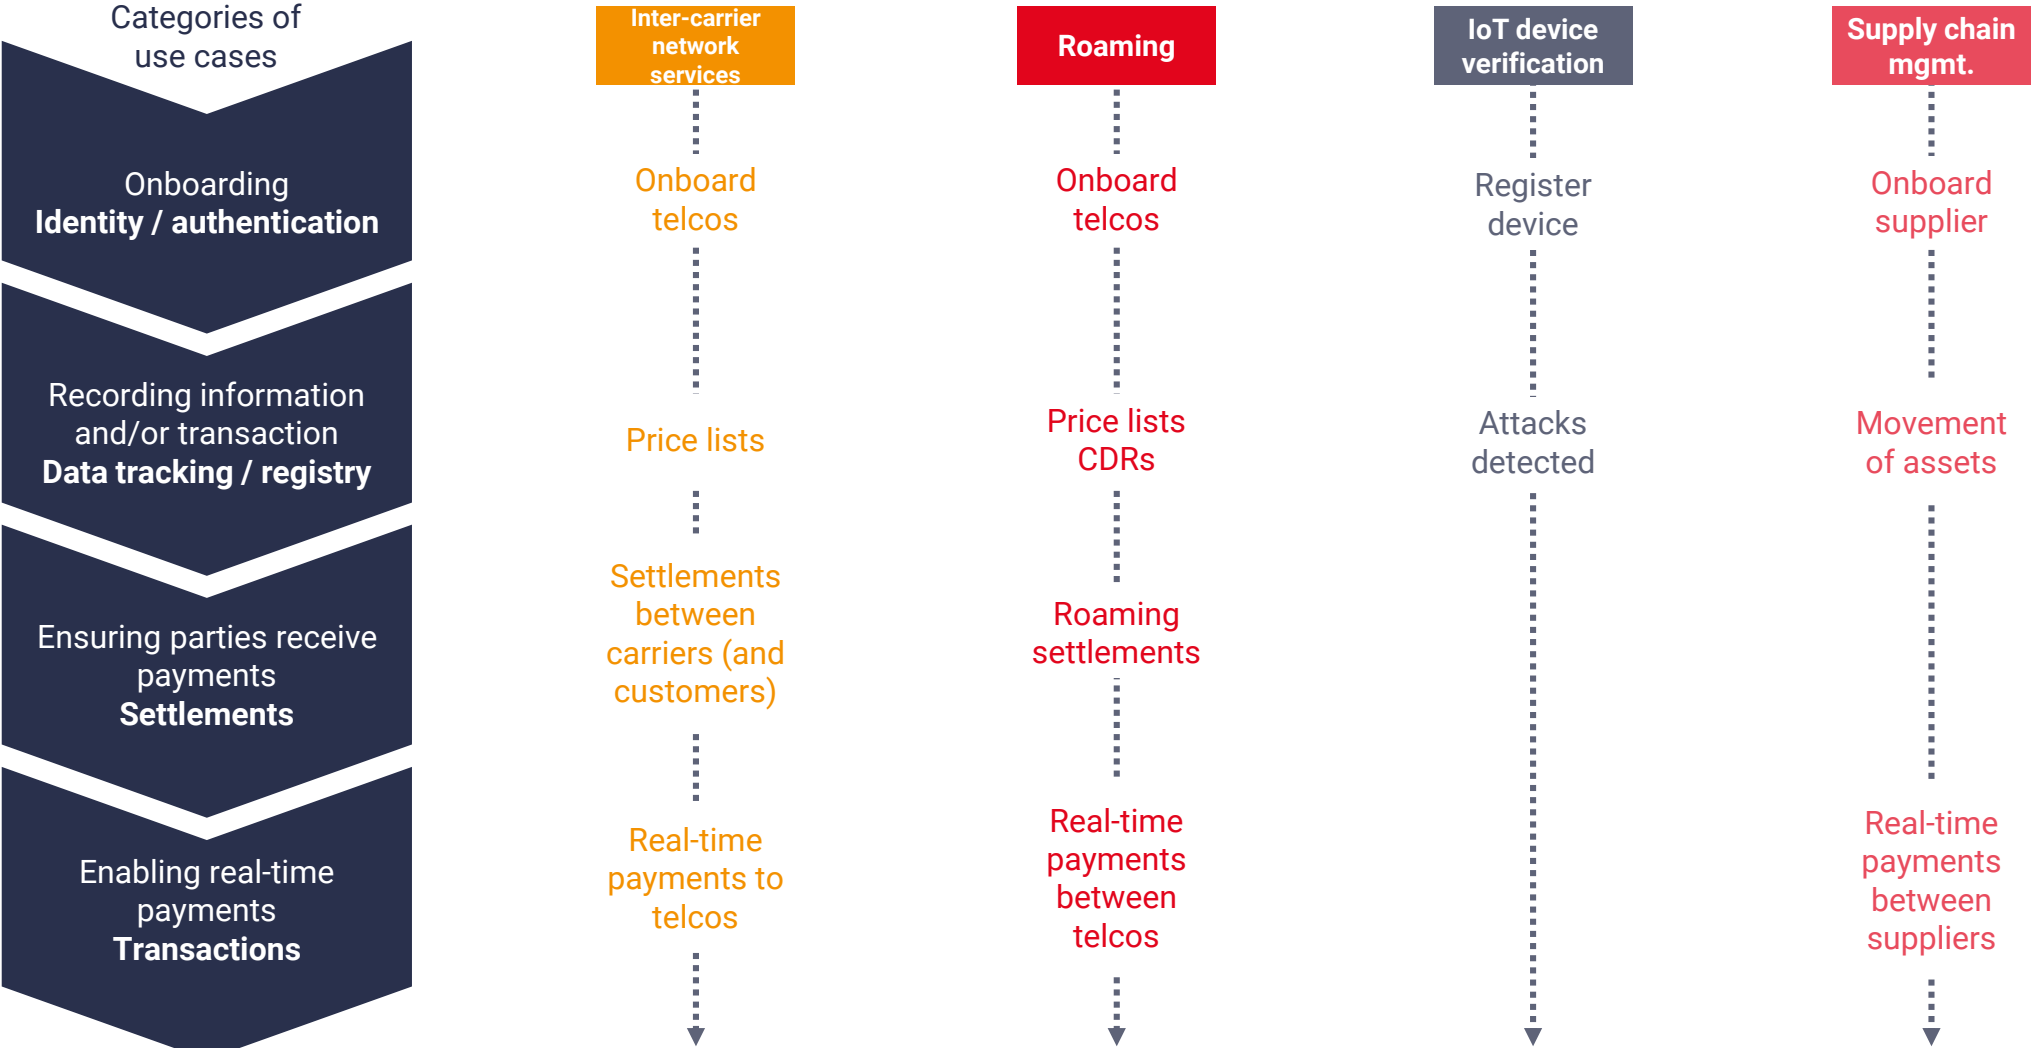 Categories of
use cases
Inter-carrier
network
services
Roaming
IoT device
verification
Supply chain
mgmt.
Onboarding
Identity / authentication
Onboard
telcos
Onboard
telcos
Register
device
Onboard
supplier
Recording information
and/or transaction
Data tracking / registry
Price lists
Price lists
CDRs
Attacks
detected
Movement
of assets
Ensuring parties receive
payments
Settlements
Settlements
between
carriers (and
customers)
Roaming
settlements
Enabling real-time
payments
Transactions
Real-time
payments to
telcos
Real-time
payments
between
telcos
Real-time
payments
between
suppliers